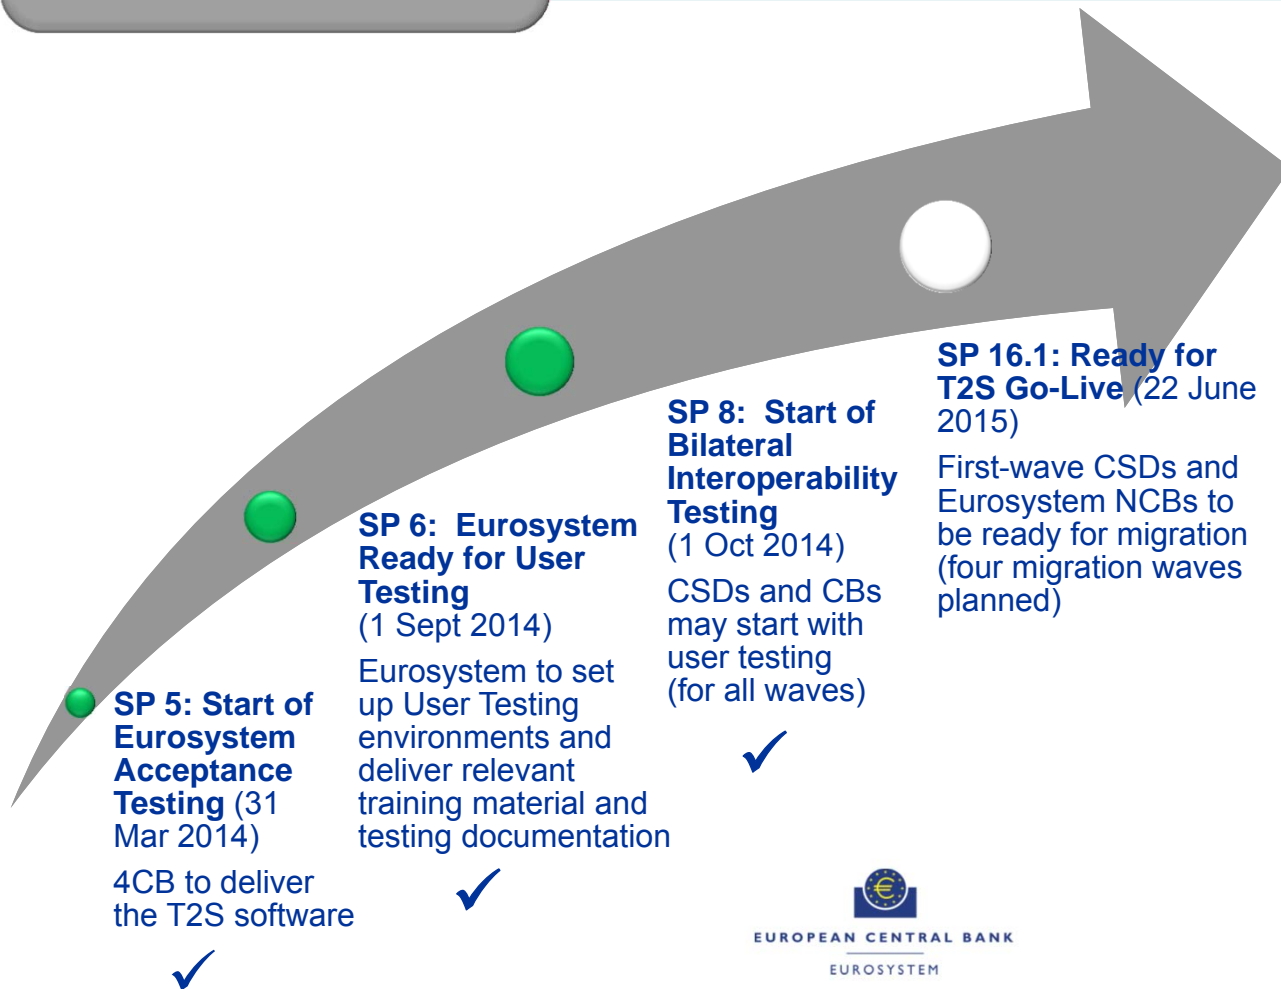 SP 5: Start of
Eurosystem
Acceptance
Testing (31
Mar 2014)
4CB to deliver
the T2S software
SP 6: Eurosystem
Ready for User
Testing
(1 Sept 2014)
Eurosystem to set
up User Testing
environments and
deliver relevant
training material and
testing documentation
SP 8: Start of
Bilateral
Interoperability
Testing
(1 Oct 2014)
CSDs and CBs
may start with
user testing
(for all waves)
SP 16.1: Ready for
T2S Go-Live (22 June
2015)
First-wave CSDs and
Eurosystem NCBs to
be ready for migration
(four migration waves
planned)
EUROPEAN CENTRAL BANK
EUROSYSTEM